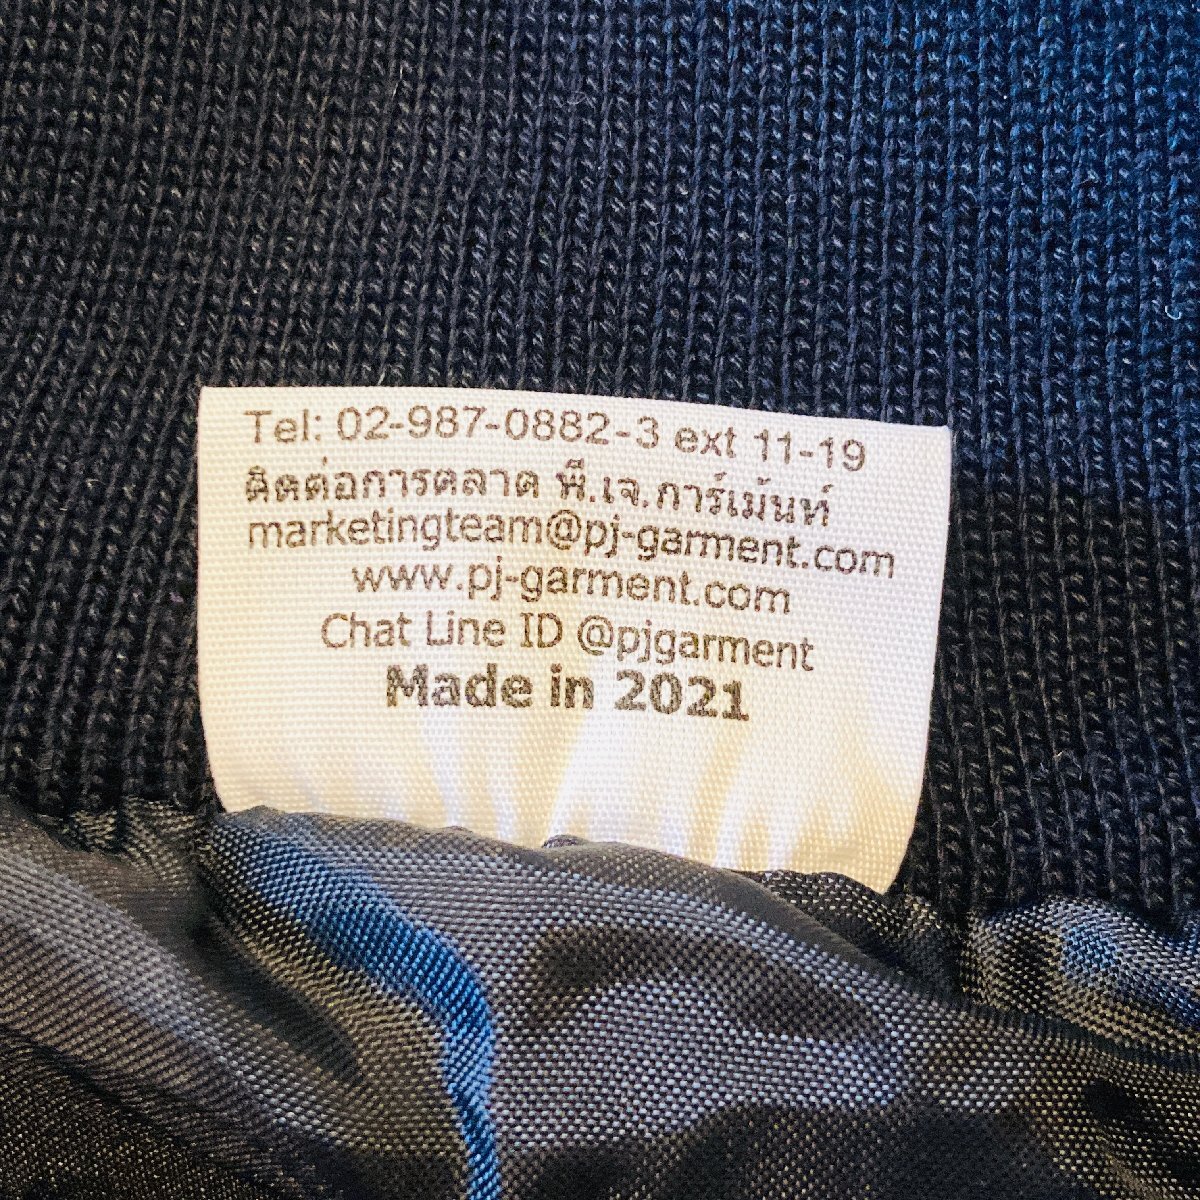 Tel: 02-987-0882-3 ext 11-19
ติดต่อการตลาด พี.เจ.การ์เม้นท์
marketingteam@pj-garment.com
www.pj-garment.com
Chat Line ID @pjgarment
Made in 2021